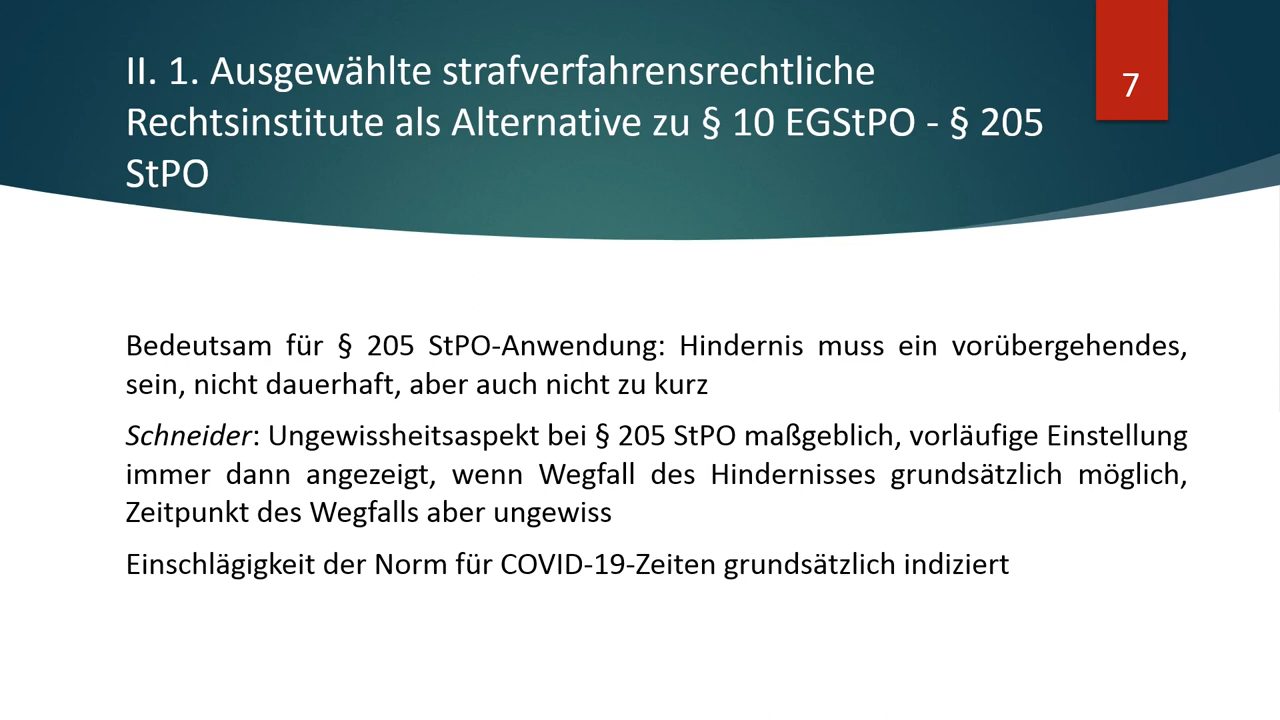 II. 1. Ausgewählte strafverfahrensrechtliche
Rechtsinstitute als Alternative zu § 10 EGStPO - § 205
StPO
7
Bedeutsam für § 205 StPO-Anwendung: Hindernis muss ein vorübergehendes,
sein, nicht dauerhaft, aber auch nicht zu kurz
Schneider: Ungewissheitsaspekt bei § 205 StPO maßgeblich, vorläufige Einstellung
immer dann angezeigt, wenn Wegfall des Hindernisses grundsätzlich möglich,
Zeitpunkt des Wegfalls aber ungewiss
Einschlägigkeit der Norm für COVID-19-Zeiten grundsätzlich indiziert